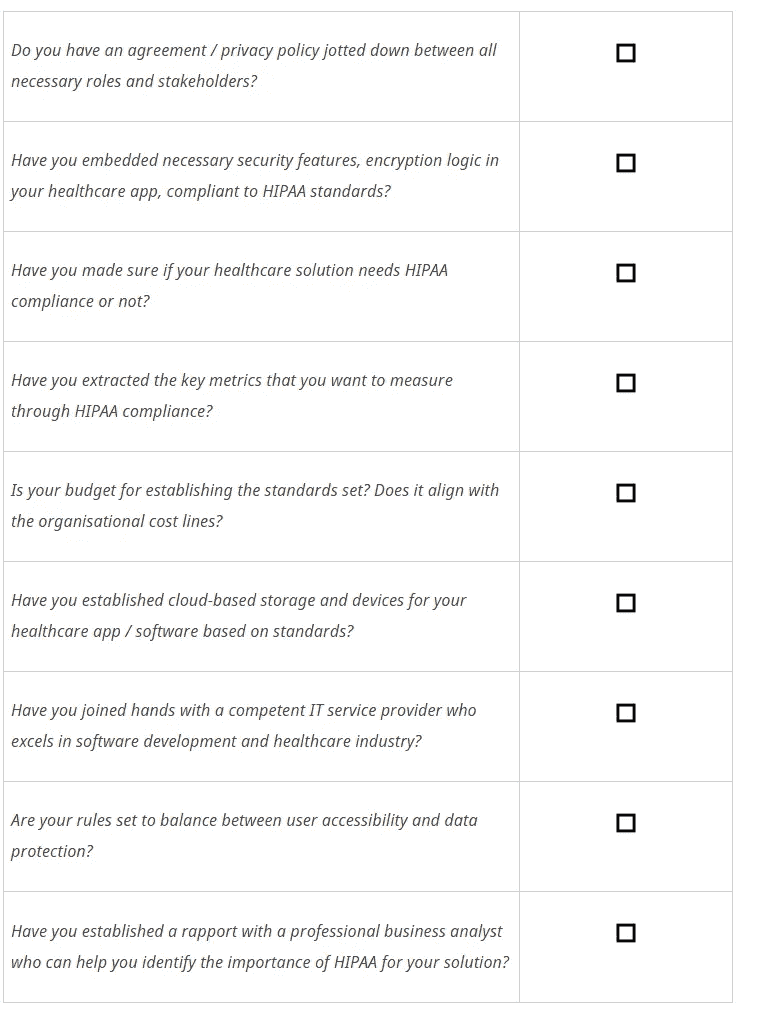 Do you have an agreement / privacy policy jotted down between all
necessary roles and stakeholders?
Have you embedded necessary security features, encryption logic in
your healthcare app, compliant to HIPAA standards?
Have you made sure if your healthcare solution needs HIPAA
compliance or not?
Have you extracted the key metrics that you want to measure
through HIPAA compliance?
Is your budget for establishing the standards set? Does it align with
the organisational cost lines?
Have you established cloud-based storage and devices for your
healthcare app / software based on standards?
Have you joined hands with a competent IT service provider who
excels in software development and healthcare industry?
Are your rules set to balance between user accessibility and data
protection?
Have you established a rapport with a professional business analyst
who can help you identify the importance of HIPAA for your solution?